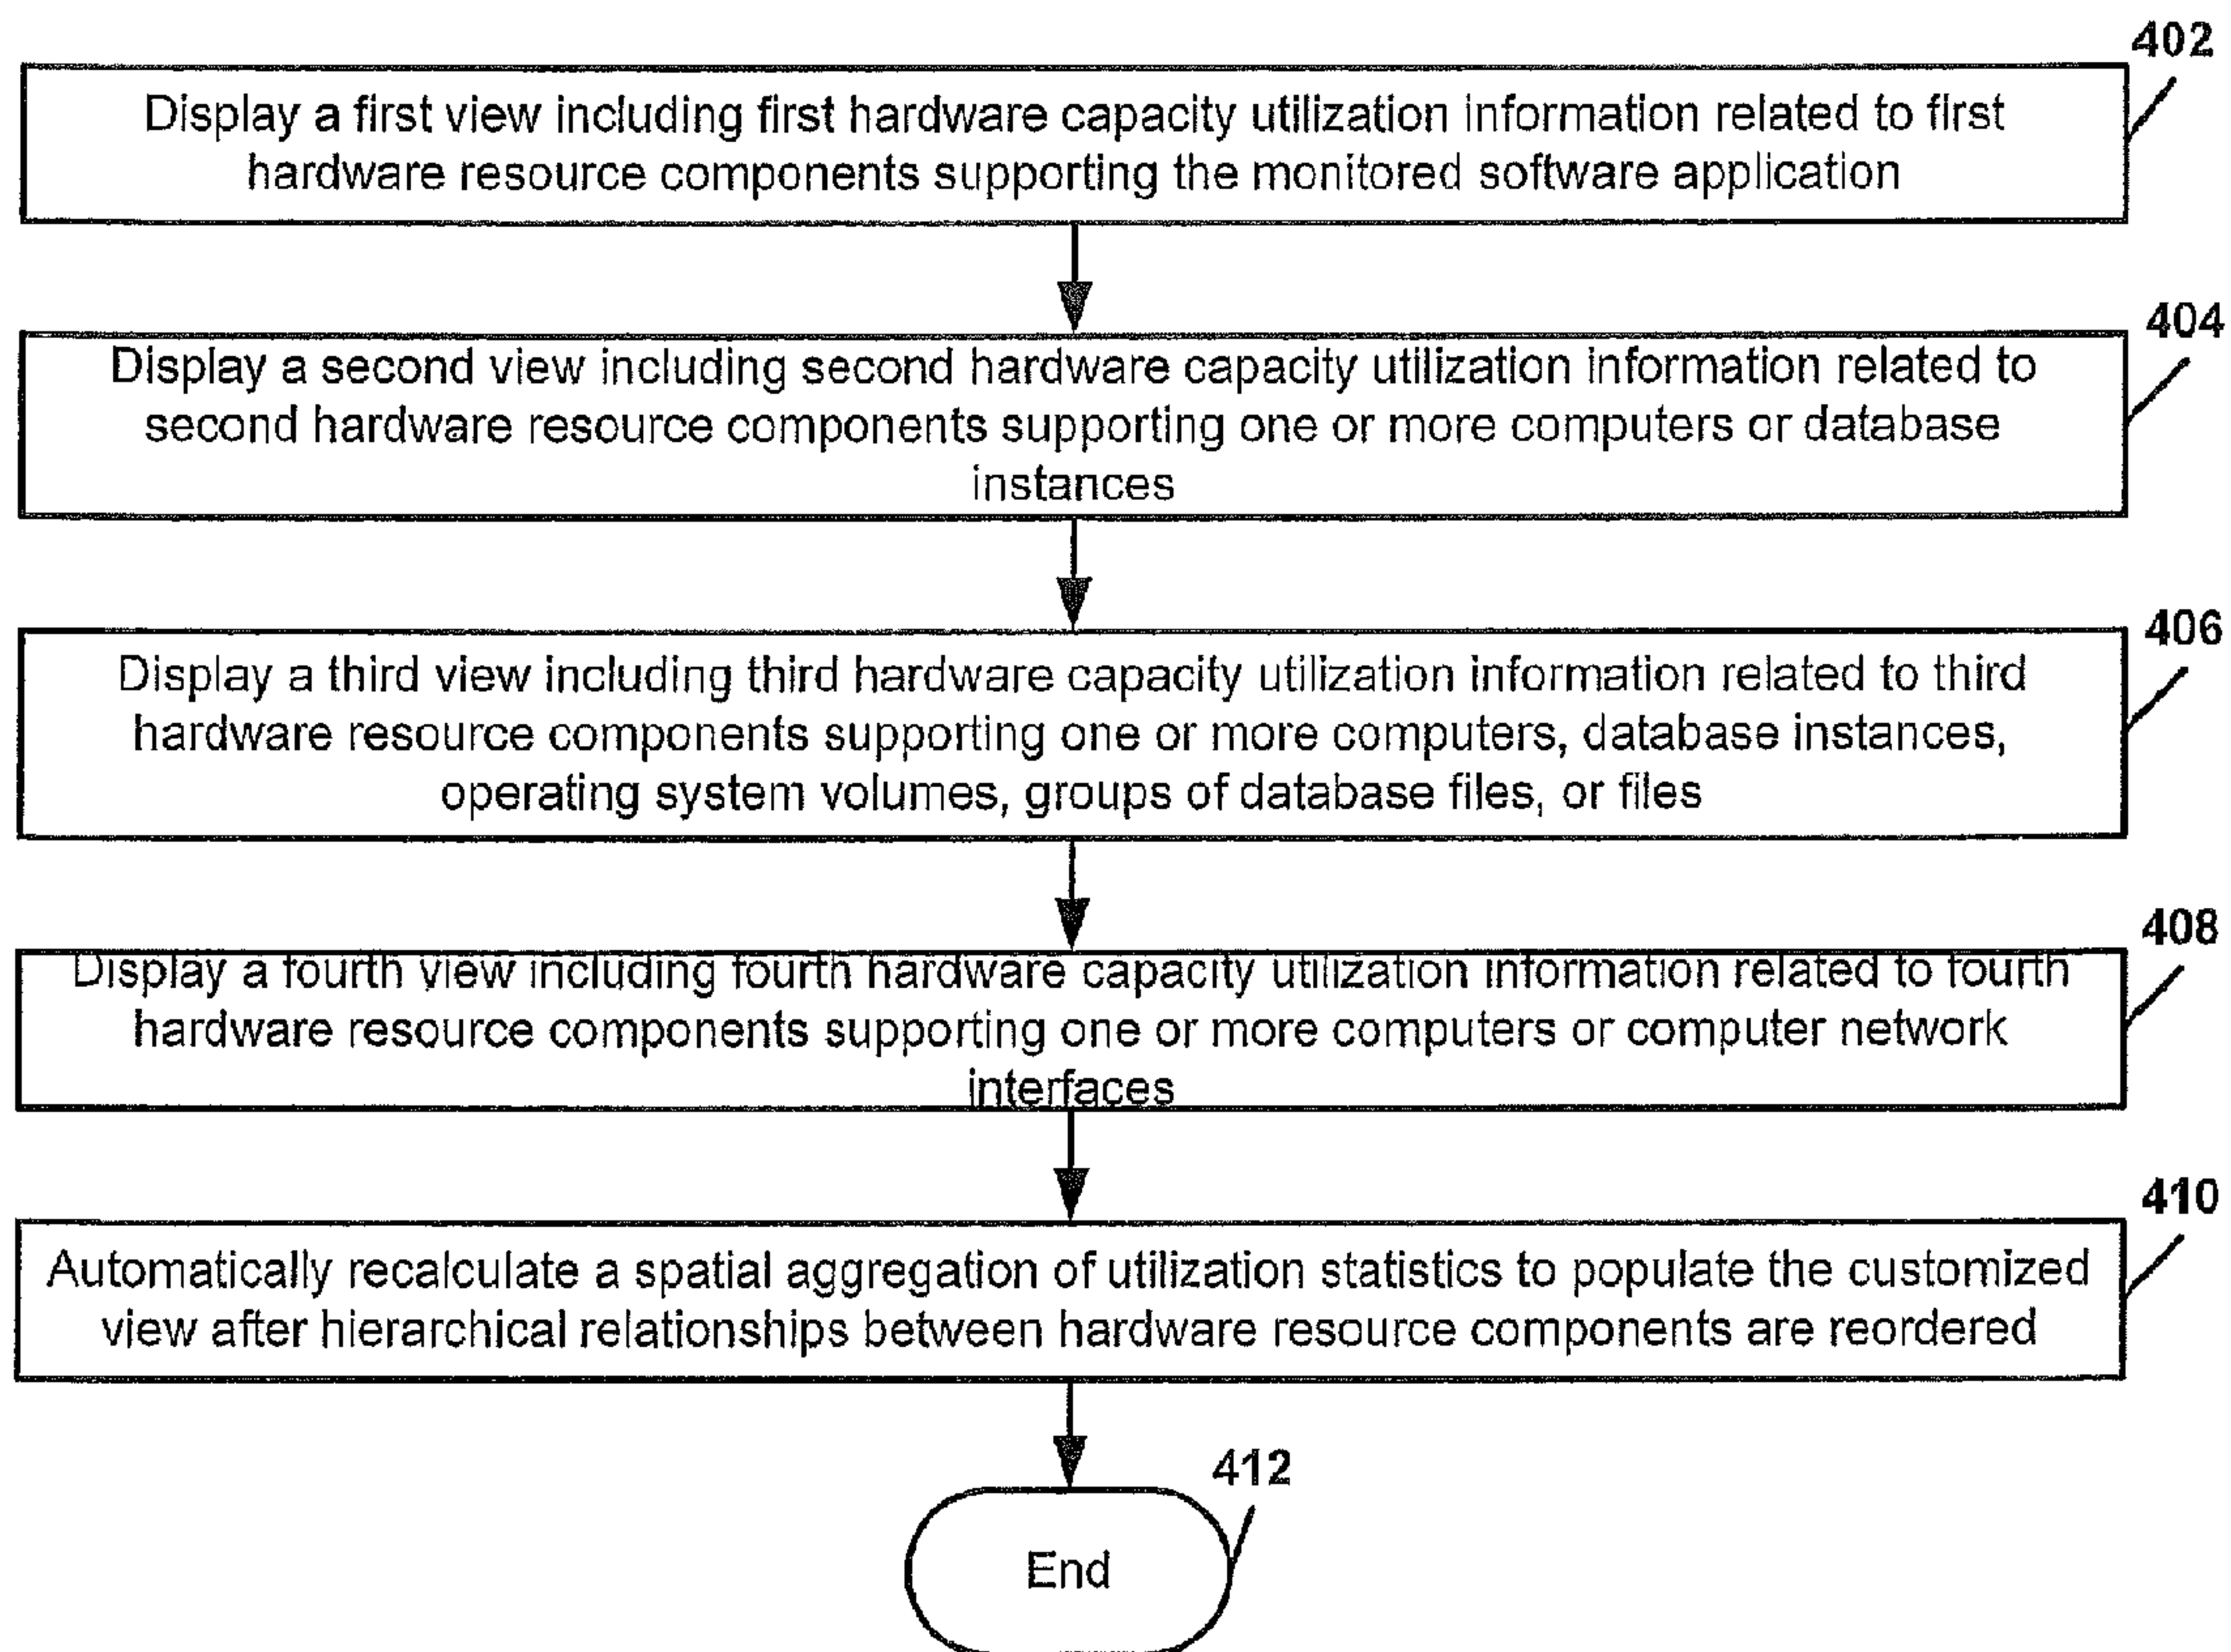 402
Display a first view including first hardware capacity utilization information related to first
hardware resource components supporting the monitored software application
404
Display a second view including second hardware capacity utilization information related to
second hardware resource components supporting one or more computers or database
instances
406
Display a third view including third hardware capacity utilization information related to third
hardware resource components supporting one or more computers, database instances,
operating system volumes, groups of database files, or files
408
Display a fourth view including fourth hardware capacity utilization information related to fourth
hardware resource components supporting one or more computers or computer network
interfaces
410
Automatically recalculate a spatial aggregation of utilization statistics to populate the customized
view after hierarchical relationships between hardware resource components are reordered
412
End